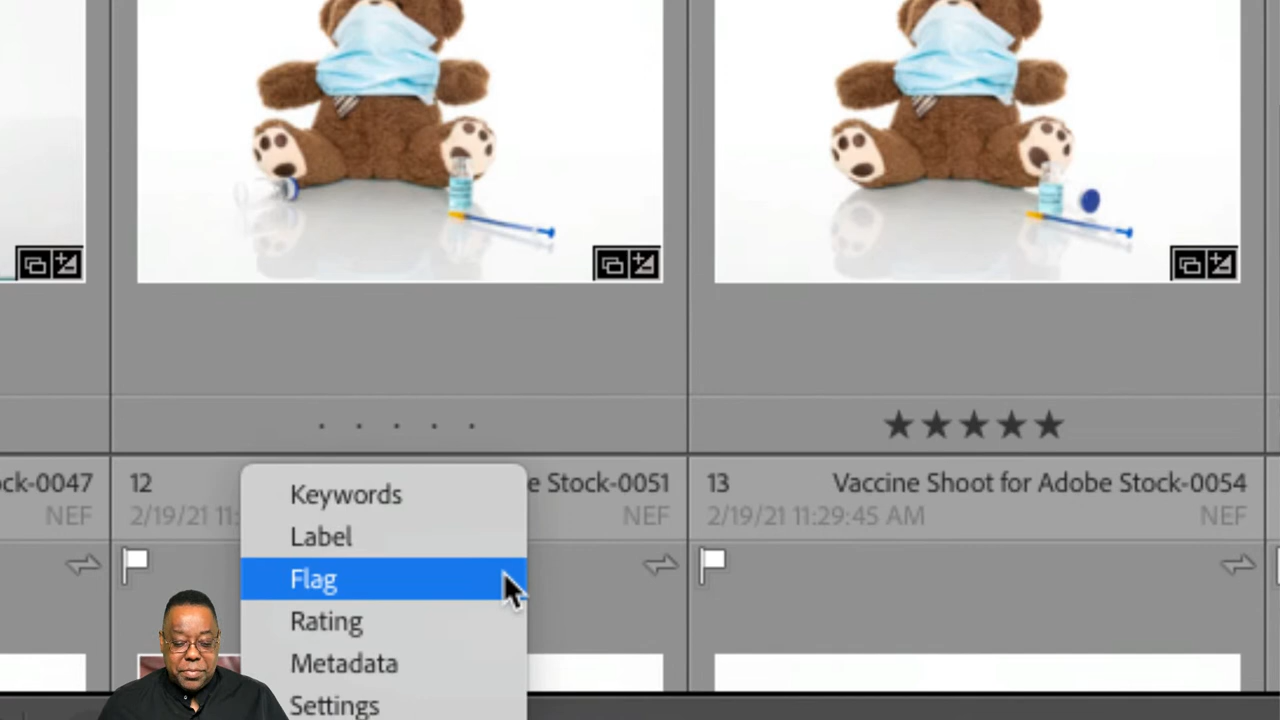 ck-0047
NEF
12
e Stock-0051
2/19/21 11:
NEF
13
Vaccine Shoot for Adobe Stock-0054
2/19/21 11:29:45 AM
NEF
Keywords
Label
Flag
Rating
Metadata
Settings